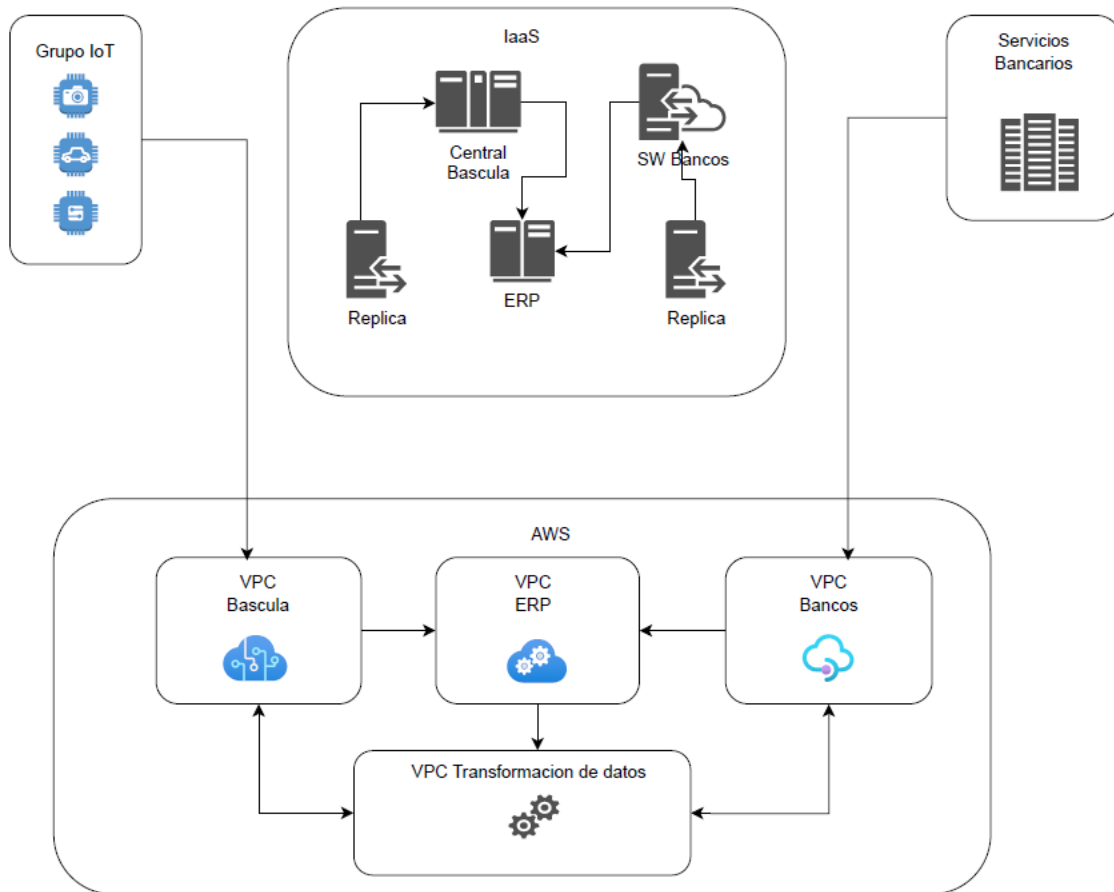 Grupo IoT
IaaS
Servicios
Bancarios
Central
Bascula
SW Bancos
Replica
ERP
Replica
AWS
VPC
Bascula
VPC
ERP
VPC
Bancos
VPC Transformacion de datos